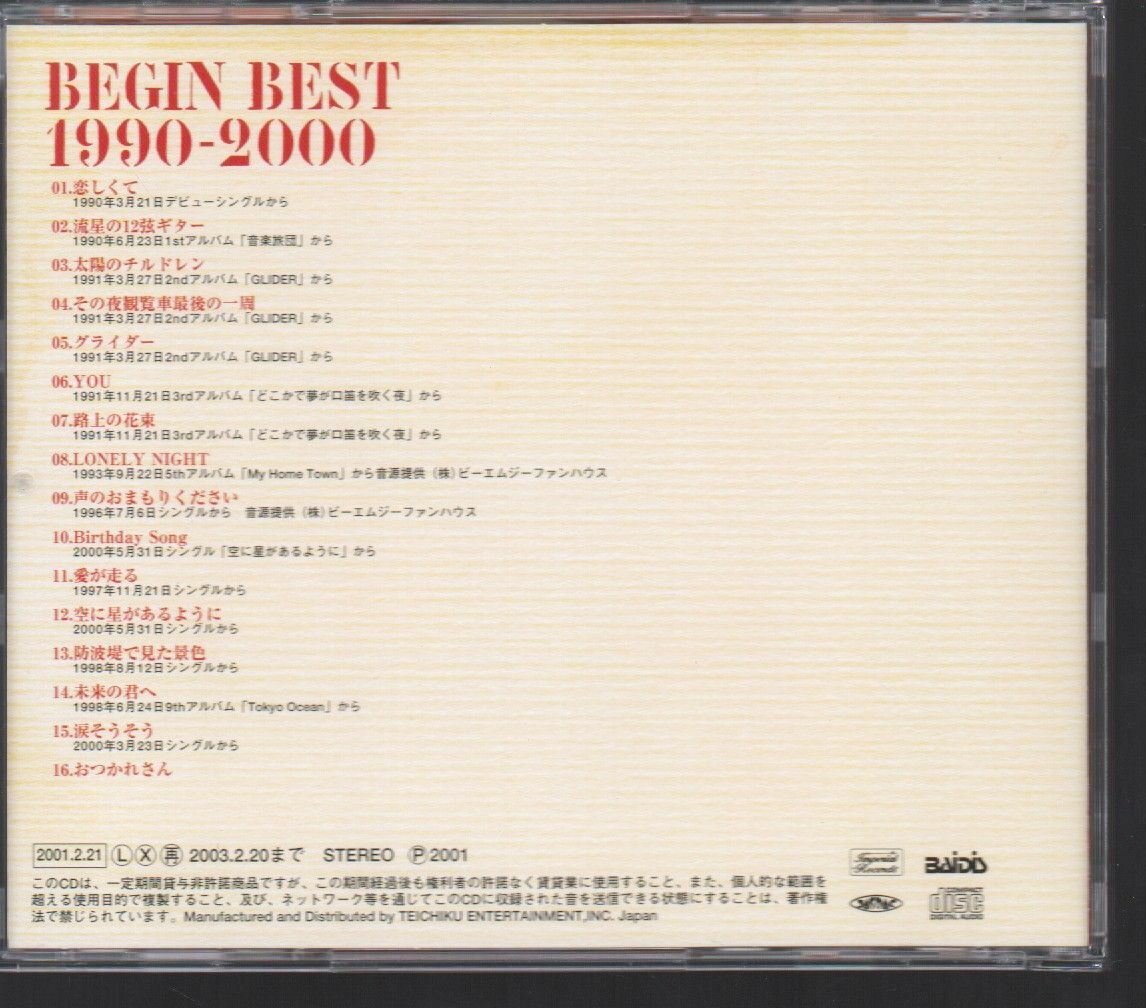 BEGIN BEST
1990-2000
01.恋しくて
1990年3月21日デビューシングルから
02.流星の12弦ギター
1990年6月23日1stアルバム「音楽旅団」から
03.太陽のチルドレン
1991年3月27日2ndアルバム「GLIDER」から
04.その夜観覧車最後の一周
1991年3月27日2ndアルバム「GLIDER」から
05.グライダー
1991年3月27日2ndアルバム「GLIDER」から
06.YOU
1991年11月21日3rdアルバム「どこかで夢が口笛を吹く夜」から
07.路上の花束
1991年11月21日3rdアルバム「どこかで夢が口笛を吹く夜」から
08.LONELY NIGHT
1993年9月22日5thアルバム「My Home Town」から音源提供（株）ビーエムジーファンハウス
09.声のおまもりください
1996年7月6日シングルから　音源提供（株）ビーエムジーファンハウス
10.Birthday Song
2000年5月31日シングル「空に星があるように」から
11.愛が走る
1997年11月21日シングルから
12.空に星があるように
2000年5月31日シングルから
13.防波堤で見た景色
1998年8月12日シングルから
14.未来の君へ
1998年6月24日9thアルバム「Tokyo Ocean」から
15.涙そうそう
2000年3月23日シングルから
16.おつかれさん
2001.2.21 Ⓛ Ⓧ ㊞再 2003.2.20まで STEREO Ⓟ2001
このCDは、一定期間貸与非許諾商品ですが、この期間経過後も権利者の許諾なく賃貸業に使用すること、また、個人的な範囲を
超える使用目的で複製すること、及び、ネットワーク等を通じてこのCDに収録された音を送信できる状態にすることは、著作権
法で禁じられています。Manufactured and Distributed by TEICHIKU ENTERTAINMENT,INC. Japan
Imperial
Records
BAIDIS
COMPACT
disc
DIGITAL AUDIO